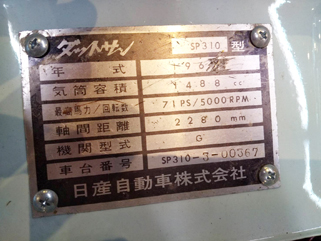 ダットサン SP310 型
年式 196
気筒容積 1488 cc
最高馬力/回転数 71PS/5000RPM
軸間距離 2280 mm
機関型式 G
車台番号 SP310-3-00367
日産自動車株式会社